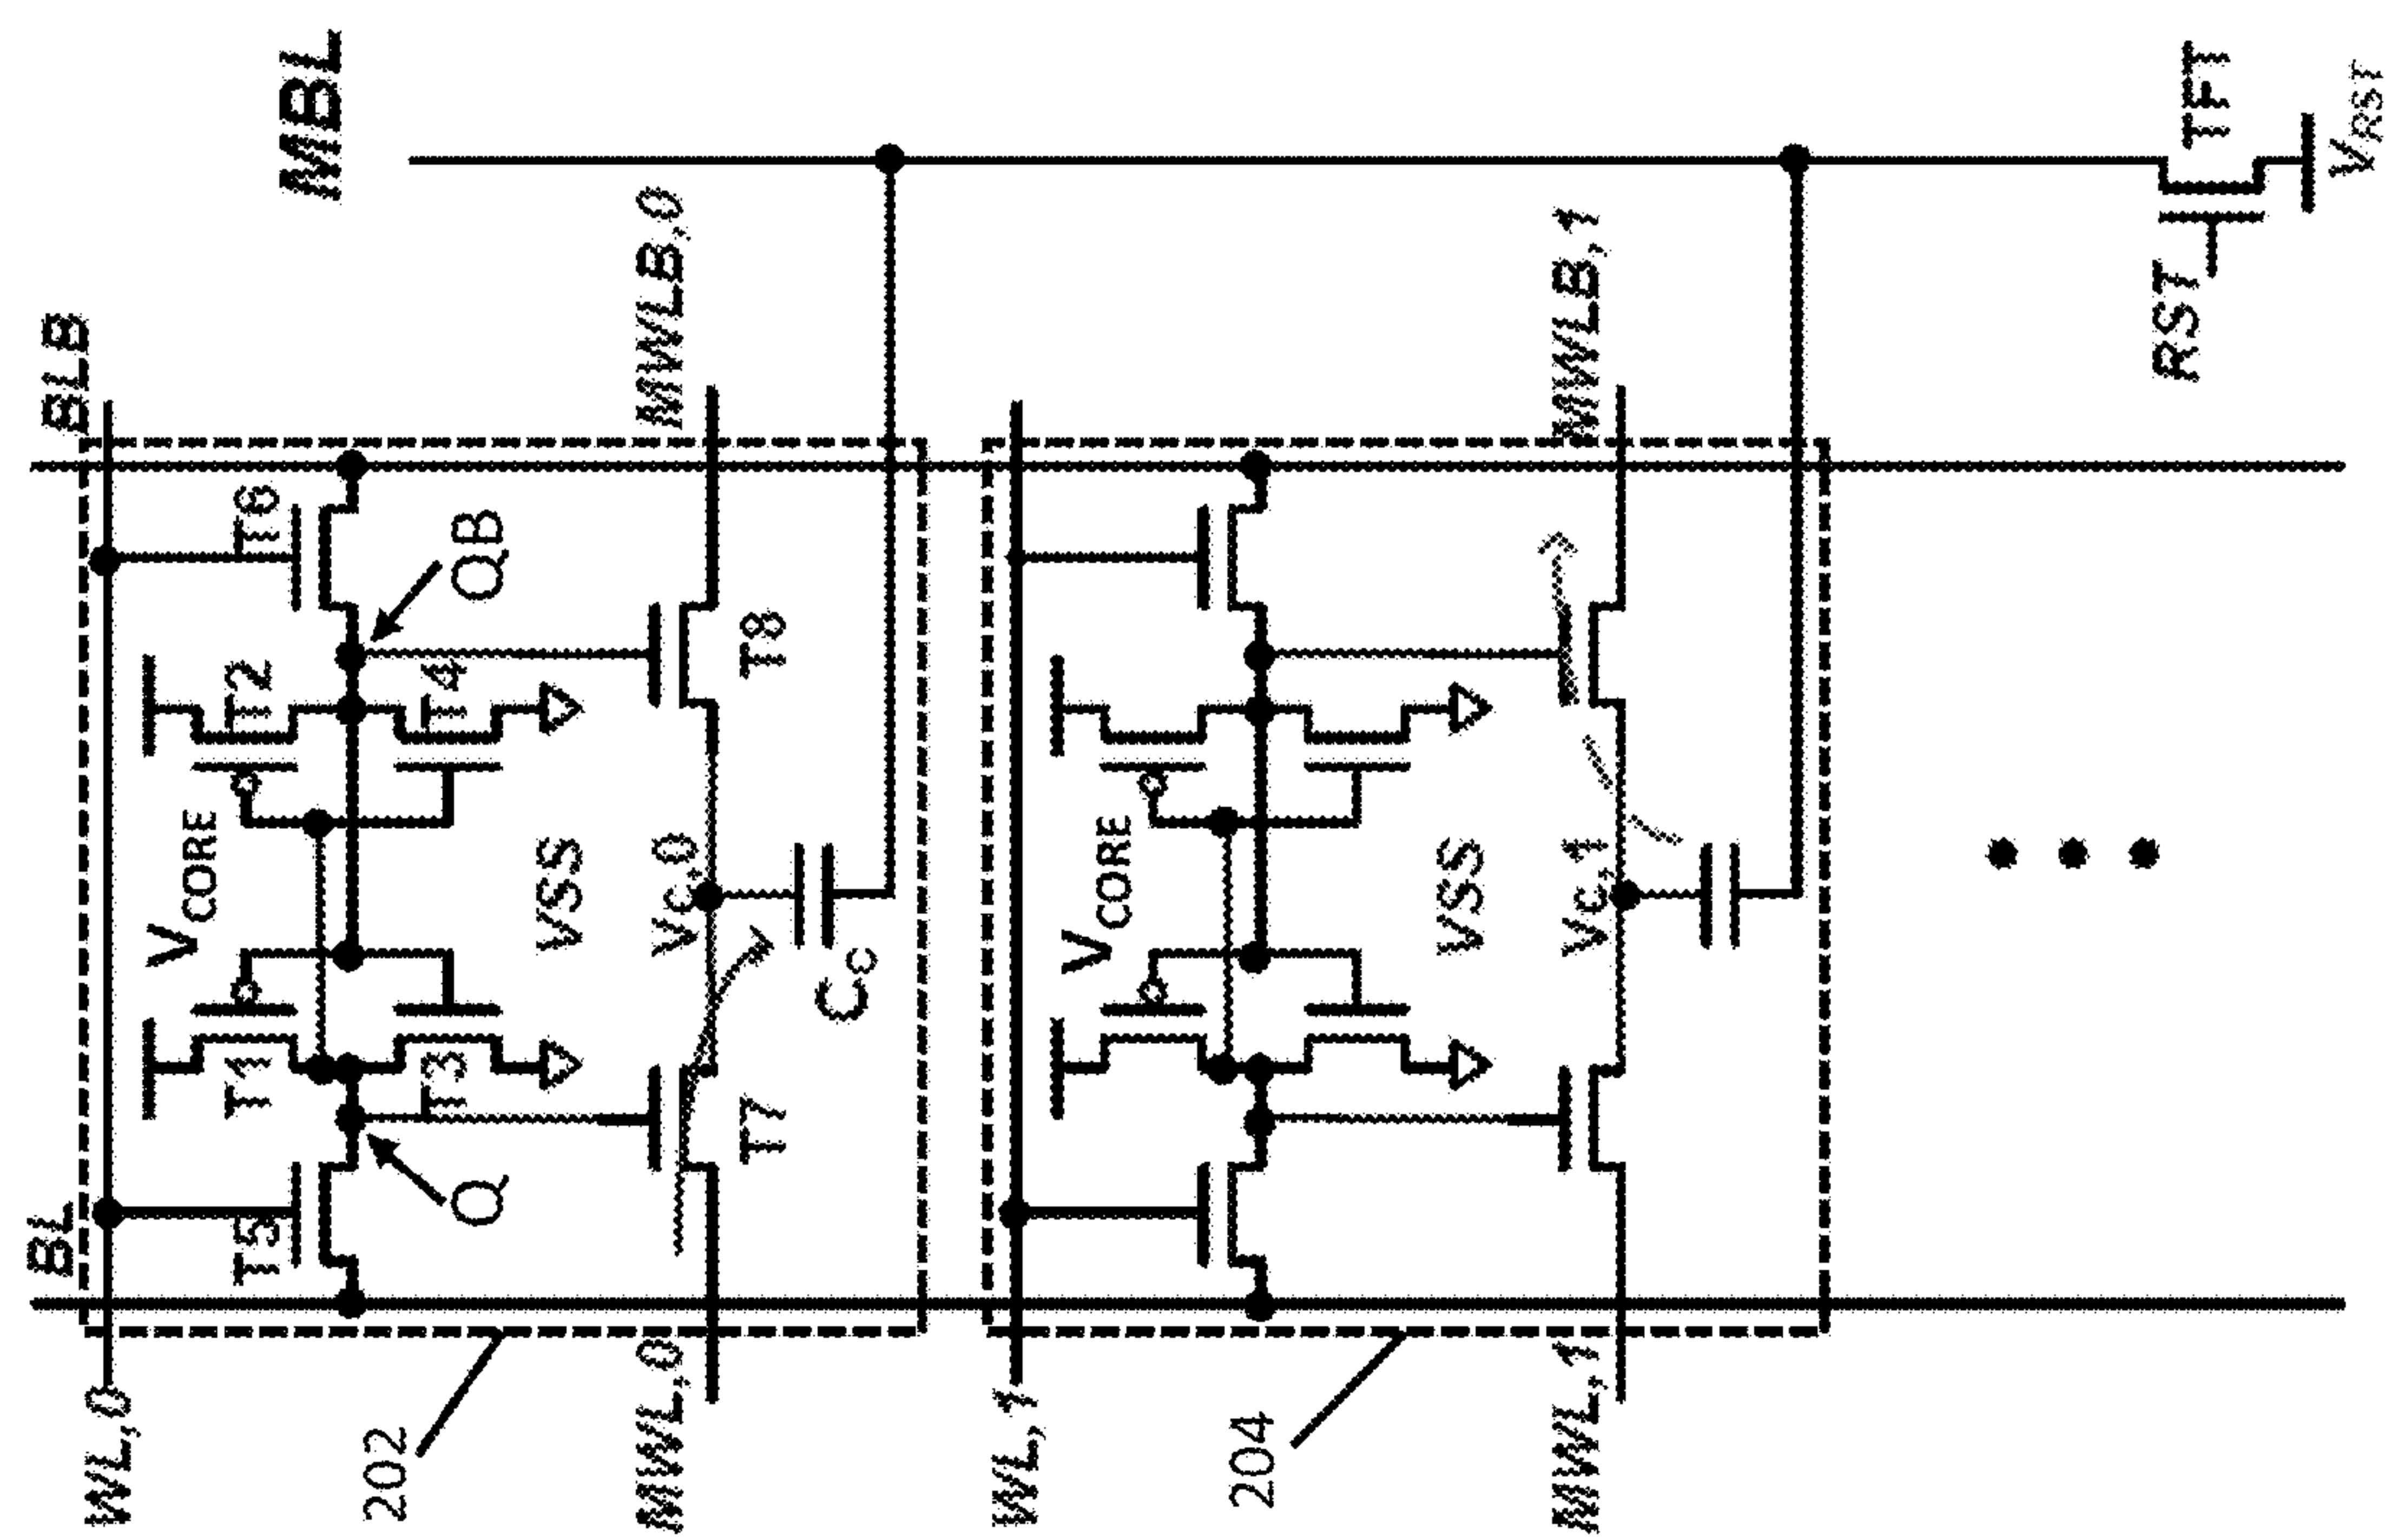 WL,0
BL
BLB
T5
T6
VCORE
T1
T2
T3
T4
Q
QB
VSS
202
MWL,0
Vc,0
MWLB,0
T7
T8
Cc
MBL
WL,1
VCORE
204
VSS
MWL,1
Vc,1
MWLB,1
RST
TFT
VRST